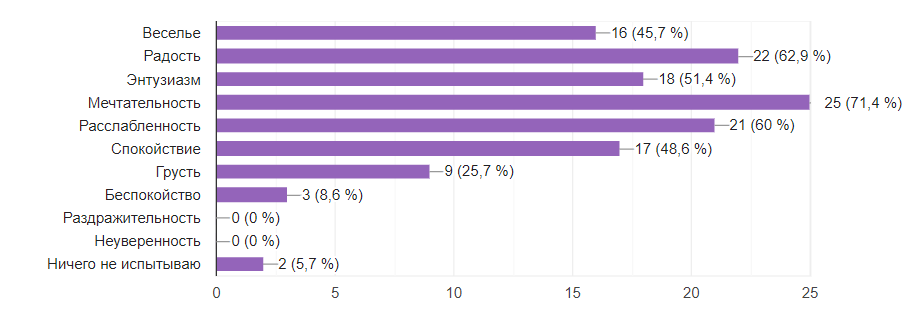 Веселье 16 (45,7 %)
Радость 22 (62,9 %)
Энтузиазм 18 (51,4 %)
Мечтательность 25 (71,4 %)
Расслабленность 21 (60 %)
Спокойствие 17 (48,6 %)
Грусть 9 (25,7 %)
Беспокойство 3 (8,6 %)
Раздражительность 0 (0 %)
Неуверенность 0 (0 %)
Ничего не испытываю 2 (5,7 %)
0 5 10 15 20 25